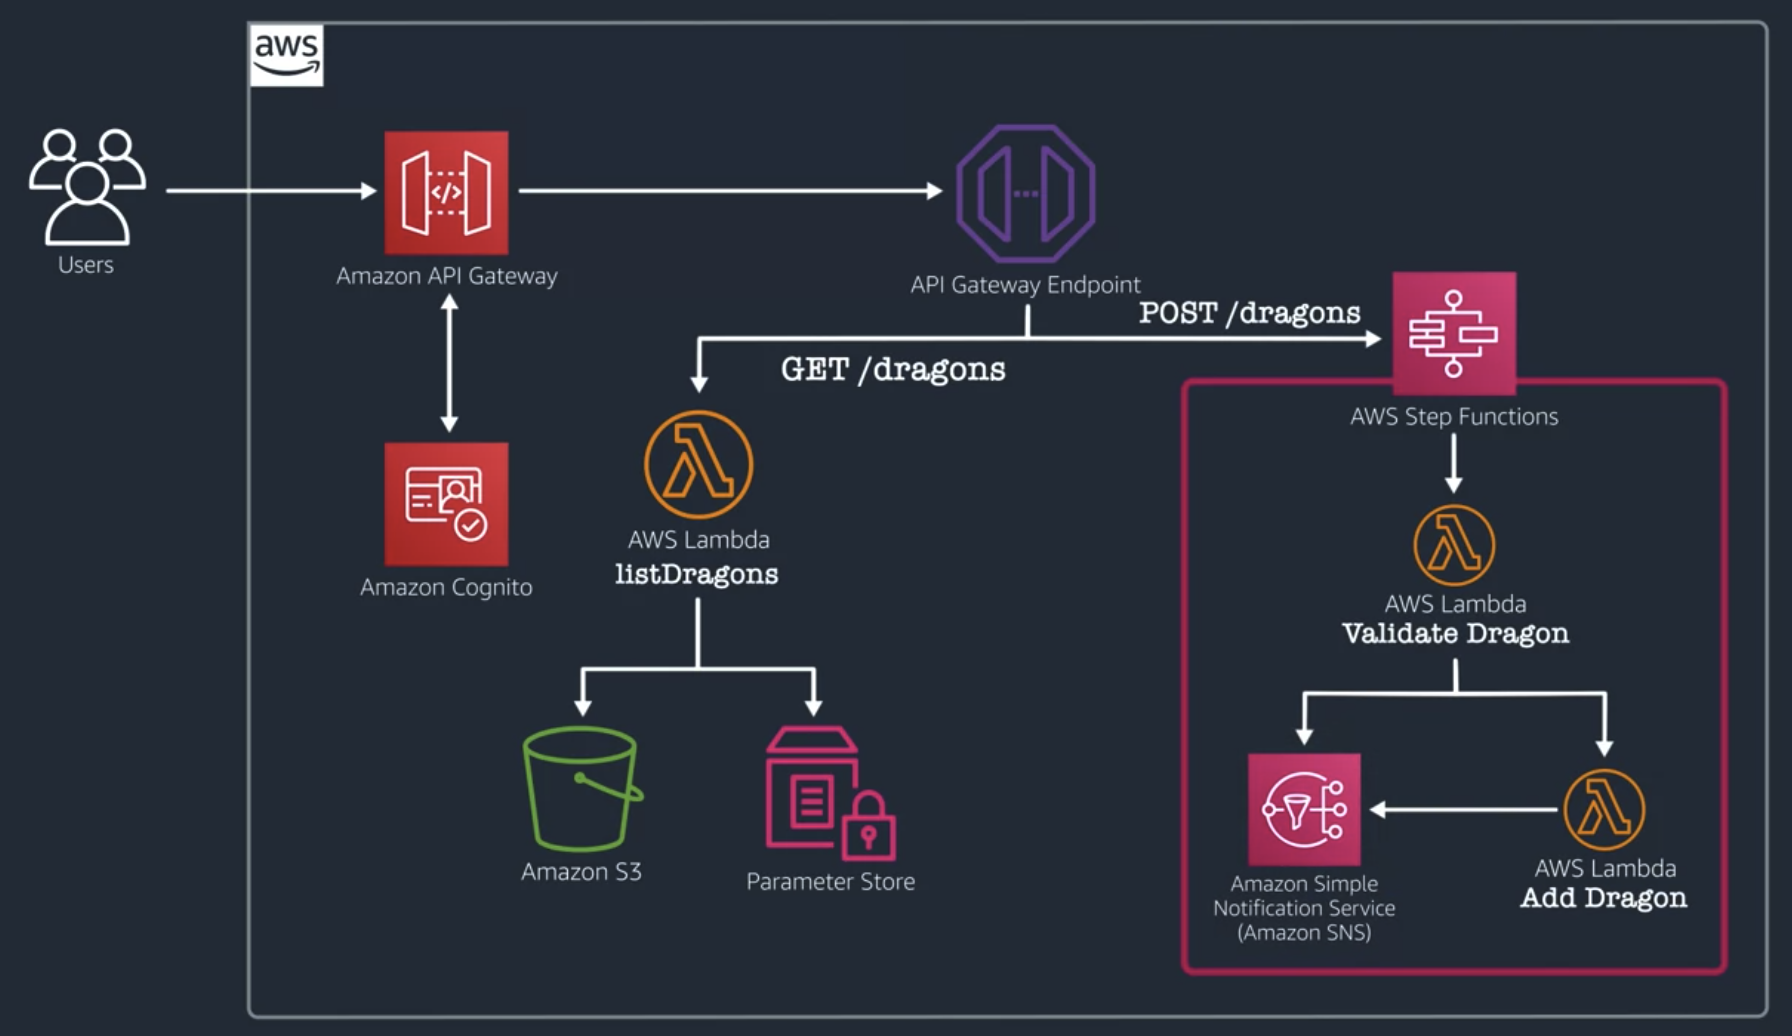 aws
Users
Amazon API Gateway
API Gateway Endpoint
POST /dragons
GET /dragons
AWS Step Functions
Amazon Cognito
AWS Lambda
listDragons
AWS Lambda
Validate Dragon
Amazon S3
Parameter Store
Amazon Simple
Notification Service
(Amazon SNS)
AWS Lambda
Add Dragon